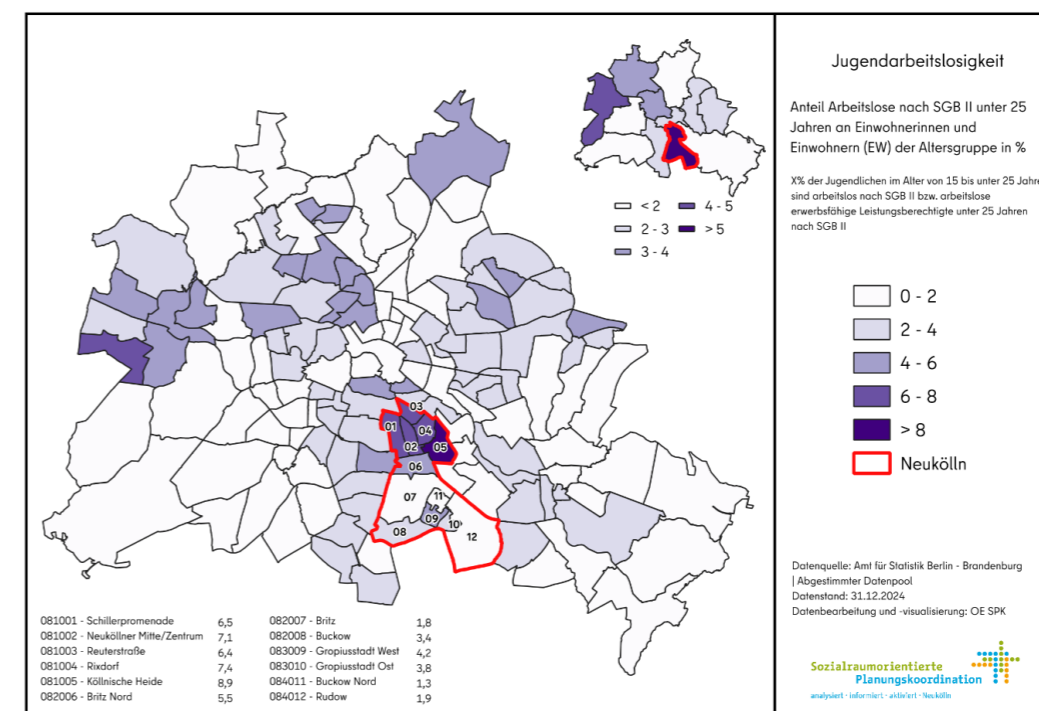 Jugendarbeitslosigkeit
Anteil Arbeitslose nach SGB II unter 25
Jahren an Einwohnerinnen und
Einwohnern (EW) der Altersgruppe in %
X% der Jugendlichen im Alter von 15 bis unter 25 Jahre
sind arbeitslos nach SGB II bzw. arbeitslose
erwerbsfähige Leistungsberechtigte unter 25 Jahren
nach SGB II
< 2
2 - 3
3 - 4
4 - 5
> 5
0 - 2
2 - 4
4 - 6
6 - 8
> 8
Neukölln
03
01
04
02
05
06
07
11
09
10
08
12
081001 - Schillerpromenade 6,5
081002 - Neuköllner Mitte/Zentrum 7,1
081003 - Reuterstraße 6,4
081004 - Rixdorf 7,4
081005 - Köllnische Heide 8,9
082006 - Britz Nord 5,5
082007 - Britz 1,8
082008 - Buckow 3,4
083009 - Gropiusstadt West 4,2
083010 - Gropiusstadt Ost 3,8
084011 - Buckow Nord 1,3
084012 - Rudow 1,9
Datenquelle: Amt für Statistik Berlin - Brandenburg
| Abgestimmter Datenpool
Datenstand: 31.12.2024
Datenbearbeitung und -visualisierung: OE SPK
Sozialraumorientierte
Planungskoordination
analysiert - informiert - aktiviert - Neukölln